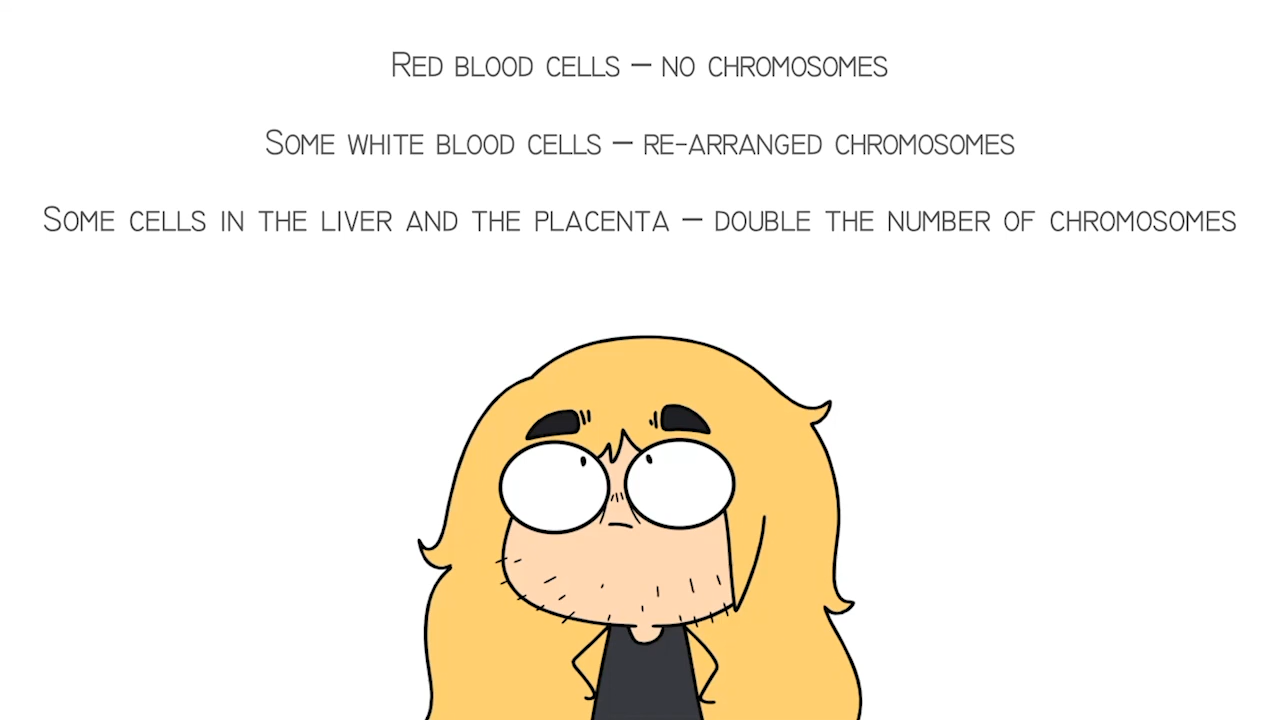 Red blood cells – no chromosomes
Some white blood cells – re-arranged chromosomes
Some cells in the liver and the placenta – double the number of chromosomes